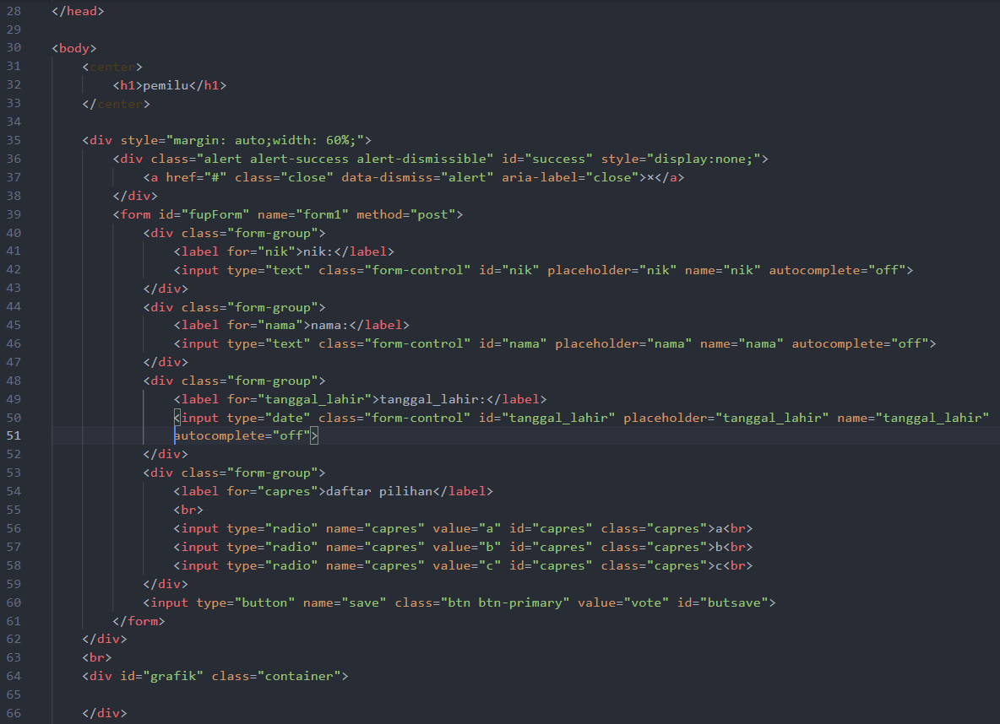 28 </head>
29
30 <body>
31     <center>
32         <h1>pemilu</h1>
33     </center>
34
35     <div style="margin: auto;width: 60%;">
36         <div class="alert alert-success alert-dismissible" id="success" style="display:none;">
37             <a href="#" class="close" data-dismiss="alert" aria-label="close">×</a>
38         </div>
39         <form id="fupForm" name="form1" method="post">
40             <div class="form-group">
41                 <label for="nik">nik:</label>
42                 <input type="text" class="form-control" id="nik" placeholder="nik" name="nik" autocomplete="off">
43             </div>
44             <div class="form-group">
45                 <label for="nama">nama:</label>
46                 <input type="text" class="form-control" id="nama" placeholder="nama" name="nama" autocomplete="off">
47             </div>
48             <div class="form-group">
49                 <label for="tanggal_lahir">tanggal_lahir:</label>
50                 <input type="date" class="form-control" id="tanggal_lahir" placeholder="tanggal_lahir" name="tanggal_lahir"
51                 autocomplete="off">
52             </div>
53             <div class="form-group">
54                 <label for="capres">daftar pilihan</label>
55                 <br>
56                 <input type="radio" name="capres" value="a" id="capres" class="capres">a<br>
57                 <input type="radio" name="capres" value="b" id="capres" class="capres">b<br>
58                 <input type="radio" name="capres" value="c" id="capres" class="capres">c<br>
59             </div>
60             <input type="button" name="save" class="btn btn-primary" value="vote" id="butsave">
61         </form>
62     </div>
63     <br>
64     <div id="grafik" class="container">
65
66     </div>